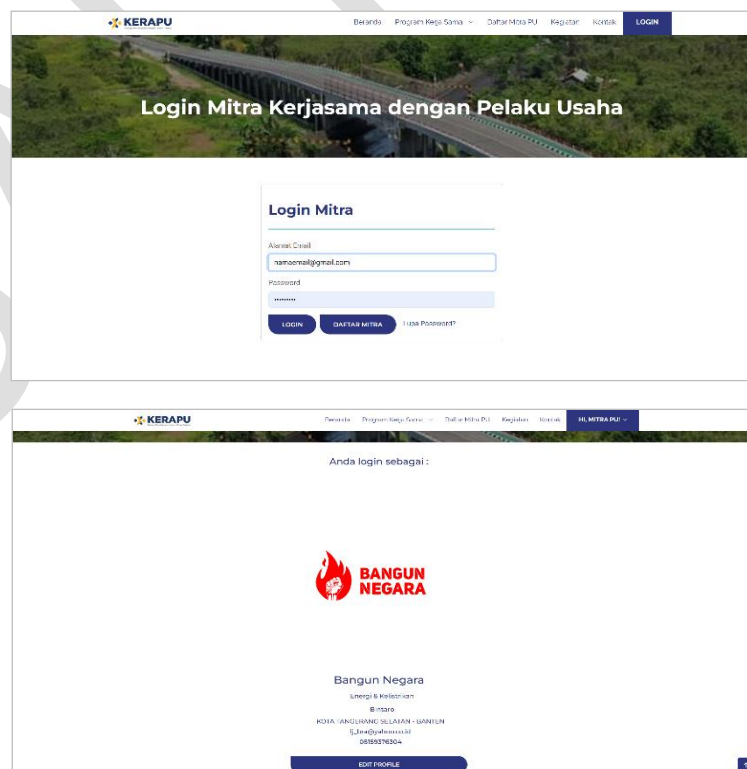 KERAPU
Beranda Program Kerja Sama Daftar Mitra PU Kegiatan Kontak LOGIN
Login Mitra Kerjasama dengan Pelaku Usaha
Login Mitra
Alamat Email
namaemail@gmail.com
Password
•••••••••
LOGIN DAFTAR MITRA Lupa Password?
KERAPU
Beranda Program Kerja Sama Daftar Mitra PU Kegiatan Kontak HI, MITRA PU!
Anda login sebagai :
BANGUN
NEGARA
Bangun Negara
Energi & Kelistrikan
Bintaro
KOTA TANGERANG SELATAN - BANTEN
08159376304
EDIT PROFILE